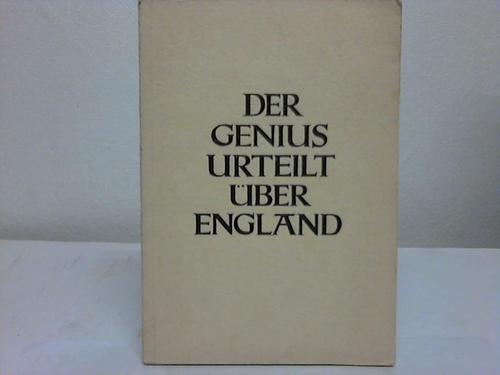 DER
GENIUS
URTEILT
ÜBER
ENGLAND